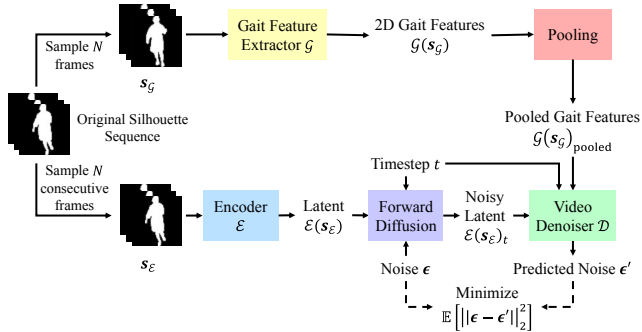 Sample N
frames
𝒔_𝒢
Gait Feature
Extractor 𝒢
2D Gait Features
𝒢(𝒔_𝒢)
Pooling
Original Silhouette
Sequence
Pooled Gait Features
𝒢(𝒔_𝒢)_pooled
Sample N
consecutive
frames
𝒔_ℰ
Encoder
ℰ
Latent
ℰ(𝒔_ℰ)
Timestep t
Forward
Diffusion
Noisy
Latent
ℰ(𝒔_ℰ)_t
Video
Denoiser 𝒟
Noise ϵ
Predicted Noise ϵ′
Minimize
𝔼[||ϵ − ϵ′||₂²]